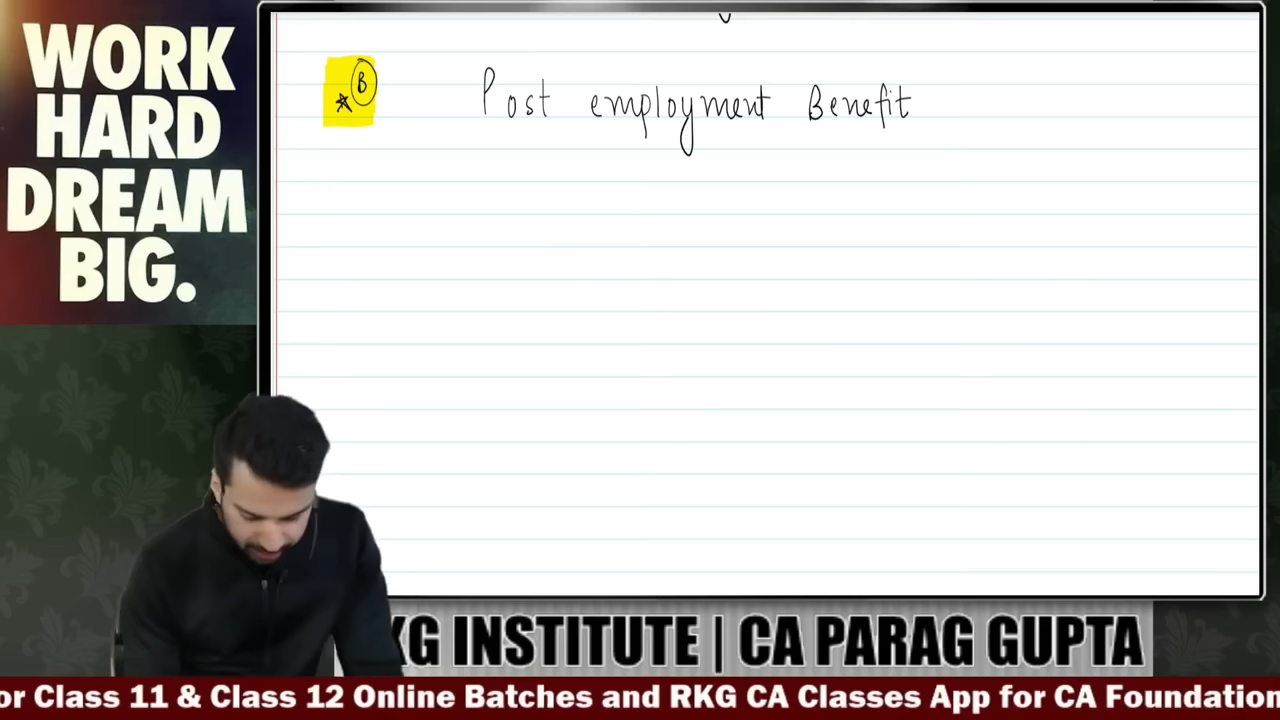 WORK
HARD
DREAM
BIG.
B
Post employment Benefit
KG INSTITUTE | CA PARAG GUPTA
or Class 11 & Class 12 Online Batches and RKG CA Classes App for CA Foundation